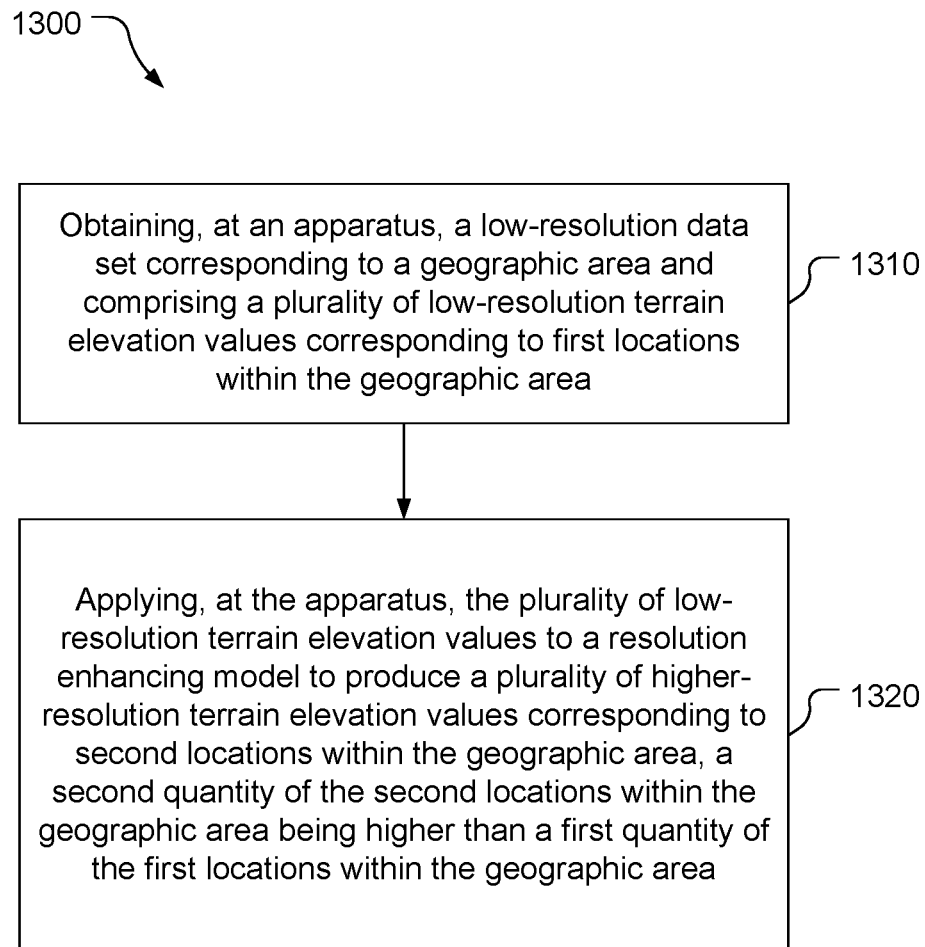 1300
Obtaining, at an apparatus, a low-resolution data
set corresponding to a geographic area and
comprising a plurality of low-resolution terrain
elevation values corresponding to first locations
within the geographic area
1310
Applying, at the apparatus, the plurality of low-
resolution terrain elevation values to a resolution
enhancing model to produce a plurality of higher-
resolution terrain elevation values corresponding to
second locations within the geographic area, a
second quantity of the second locations within the
geographic area being higher than a first quantity of
the first locations within the geographic area
1320